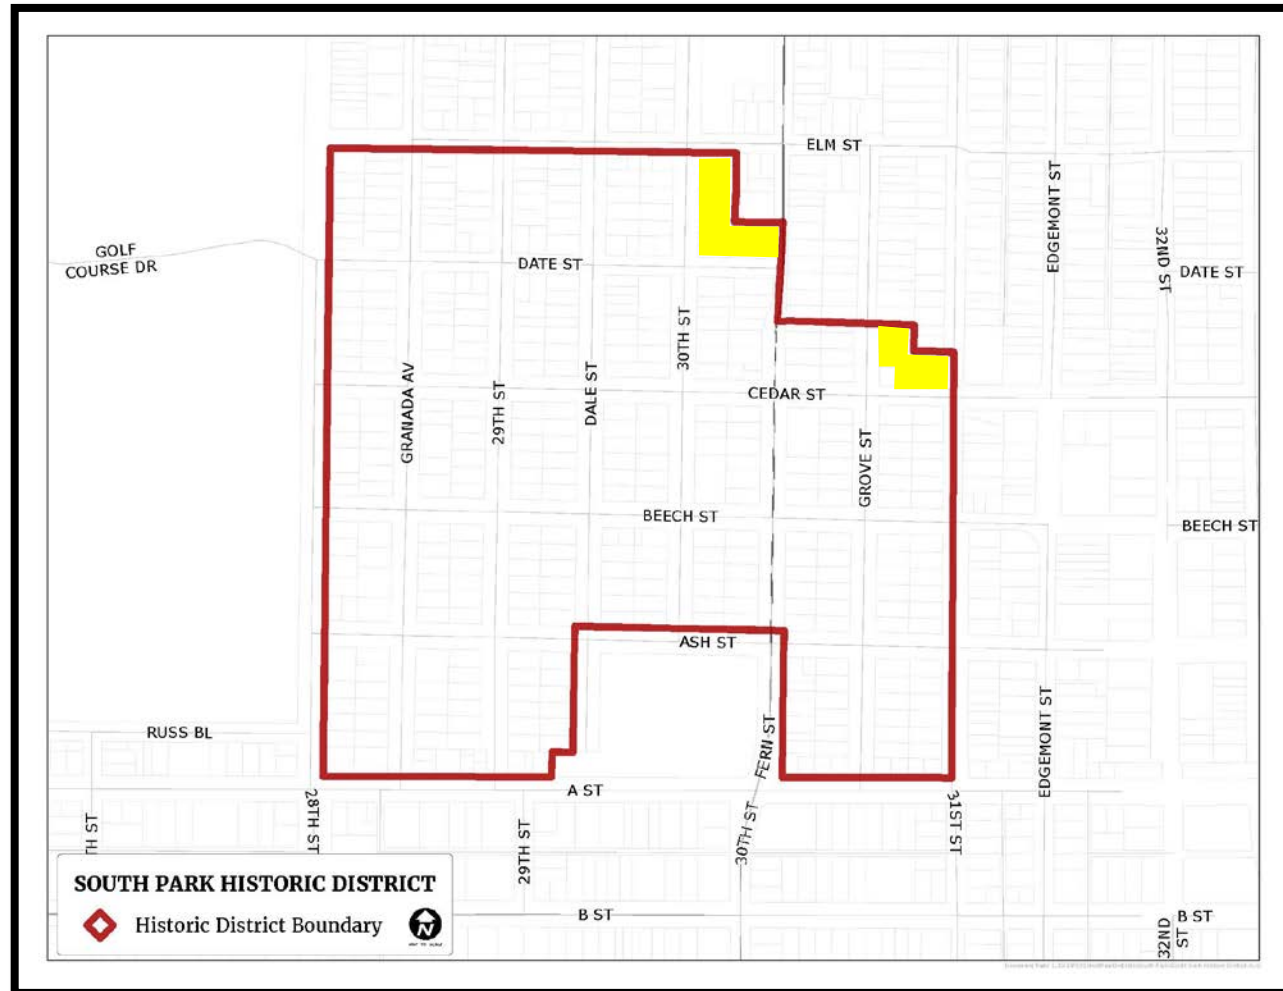 ELM ST
EDGEMONT ST
32ND ST
GOLF
COURSE DR
DATE ST
DATE ST
30TH ST
GRANADA AV
29TH ST
DALE ST
CEDAR ST
GROVE ST
BEECH ST
BEECH ST
ASH ST
RUSS BL
FERN ST
EDGEMONT ST
A ST
TH ST
28TH ST
29TH ST
30TH ST
31ST ST
SOUTH PARK HISTORIC DISTRICT
Historic District Boundary
N
B ST
32ND
ST
B ST